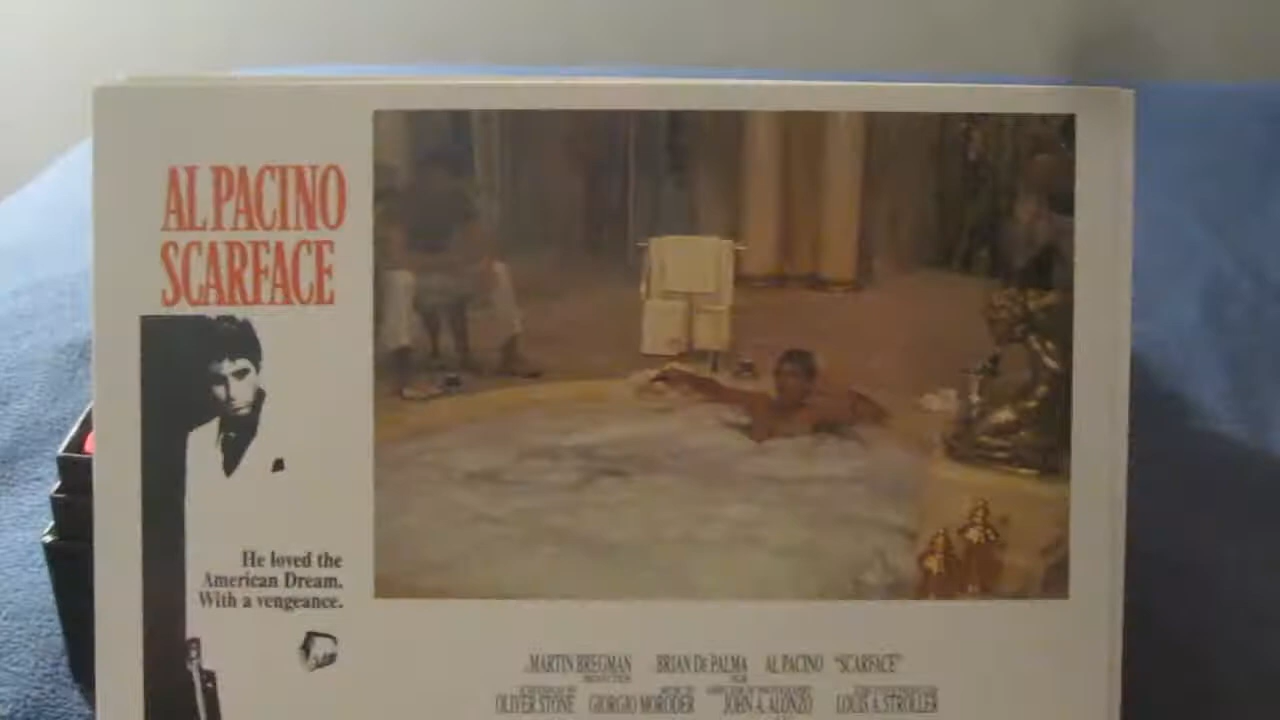 AL PACINO
SCARFACE
He loved the
American Dream.
With a vengeance.
MARTIN BREGMAN BRIAN De PALMA AL PACINO "SCARFACE"
OLIVER STONE GIORGIO MORODER JOHN A. ALONZO LOUIS A. STROLLER